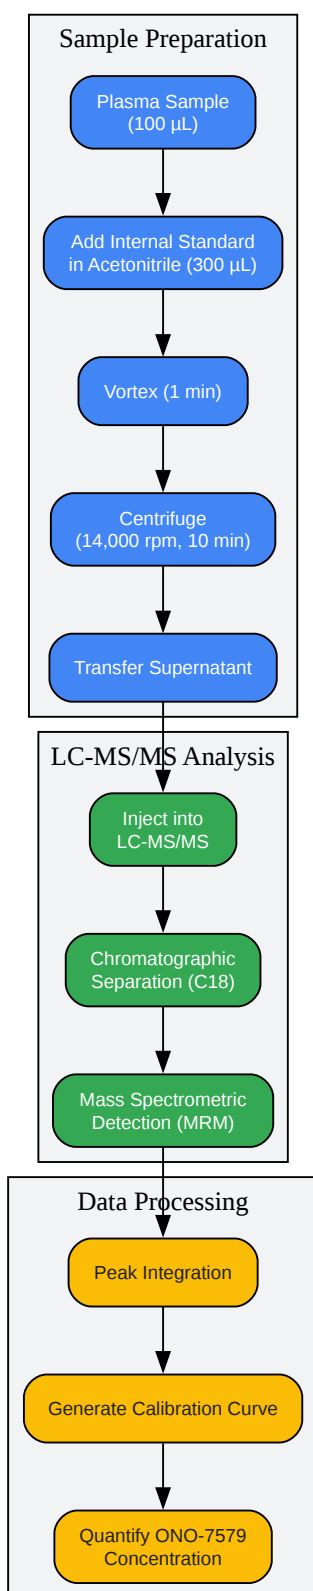 Sample Preparation
Plasma Sample
(100 µL)
Add Internal Standard
in Acetonitrile (300 µL)
Vortex (1 min)
Centrifuge
(14,000 rpm, 10 min)
Transfer Supernatant
LC-MS/MS Analysis
Inject into
LC-MS/MS
Chromatographic
Separation (C18)
Mass Spectrometric
Detection (MRM)
Data Processing
Peak Integration
Generate Calibration Curve
Quantify ONO-7579
Concentration